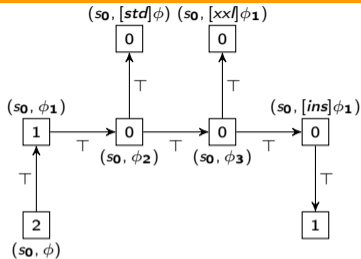 (s₀, [std]ϕ) (s₀, [xxl]ϕ₁)
0 0
⊤ ⊤
(s₀, ϕ₁) (s₀, [ins]ϕ₁)
1 0 0 0
⊤ ⊤ ⊤
(s₀, ϕ₂) (s₀, ϕ₃)
⊤ ⊤
2 1
(s₀, ϕ)